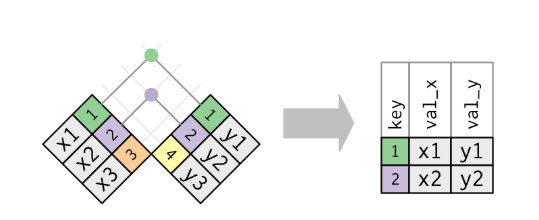 1 x1
2 x2
3 x3
1 y1
2 y2
4 y3
key val_x val_y
1 x1 y1
2 x2 y2